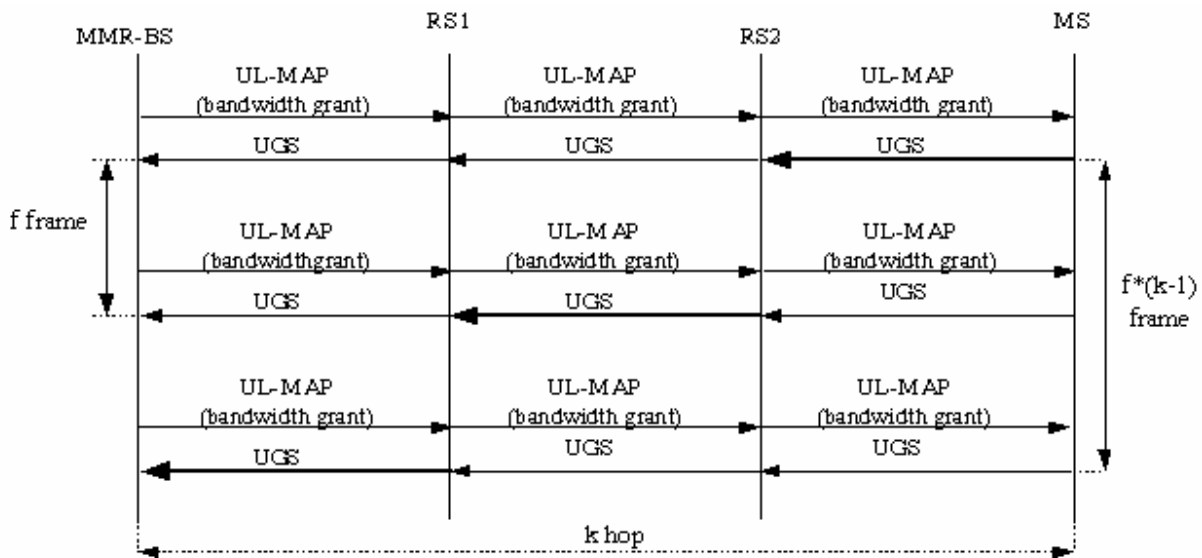 MMR-BS RS1 RS2 MS
UL-MAP UL-MAP UL-MAP
(bandwidth grant) (bandwidth grant) (bandwidth grant)
UGS UGS UGS
f frame
UL-MAP UL-MAP UL-MAP
(bandwidthgrant) (bandwidth grant) (bandwidth grant)
UGS UGS UGS
f*(k-1)
frame
UL-MAP UL-MAP UL-MAP
(bandwidth grant) (bandwidth grant) (bandwidth grant)
UGS UGS UGS
k hop